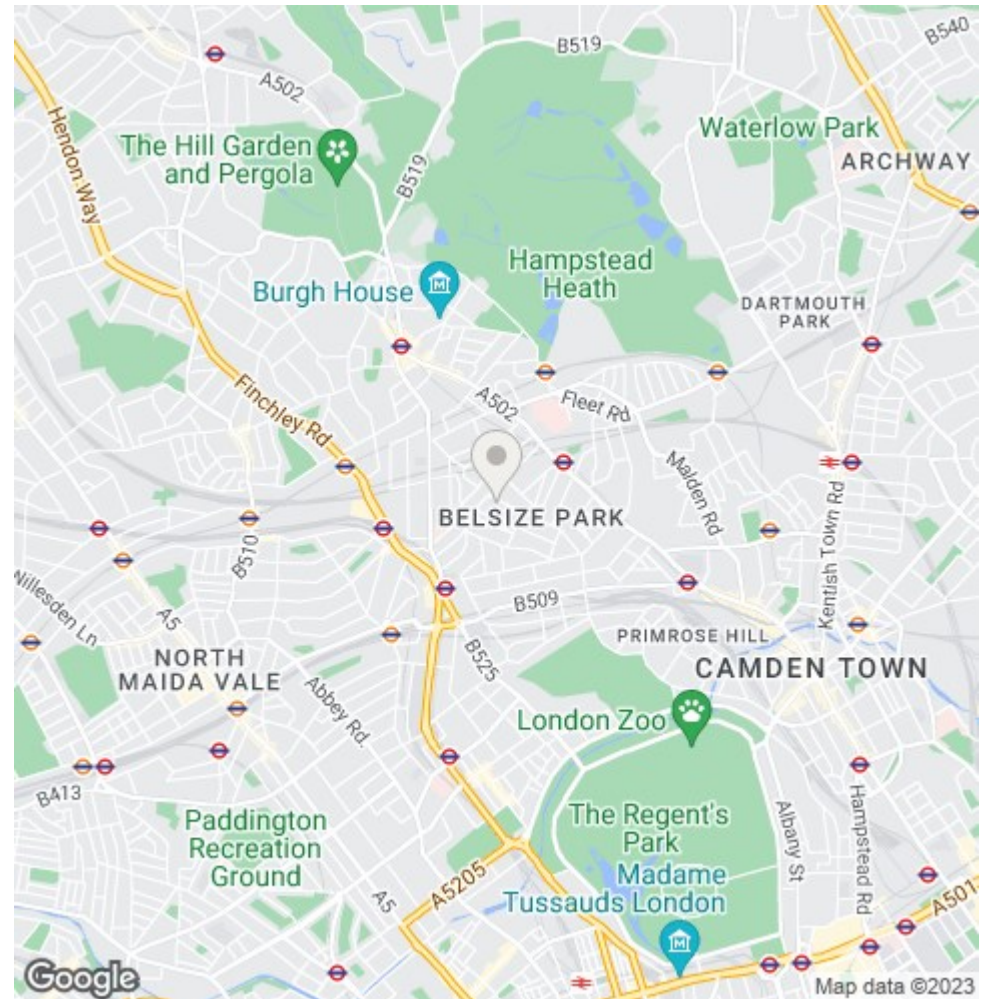 B519
B540
A502
Hendon Way
The Hill Garden
and Pergola
B519
Waterlow Park
ARCHWAY
Hampstead
Heath
Burgh House
M
DARTMOUTH
PARK
Finchley Rd
A502
Fleet Rd
Malden Rd
BELSIZE PARK
B510
Kentish Town Rd
Willesden Ln
A5
B509
PRIMROSE HILL
NORTH
MAIDA VALE
B525
CAMDEN TOWN
Abbey Rd.
London Zoo
B413
Paddington
Recreation
Ground
The Regent's
Park
Albany St
Hampstead Rd
Madame
Tussauds London
M
A5205
A5
A501
Google
Map data ©2023